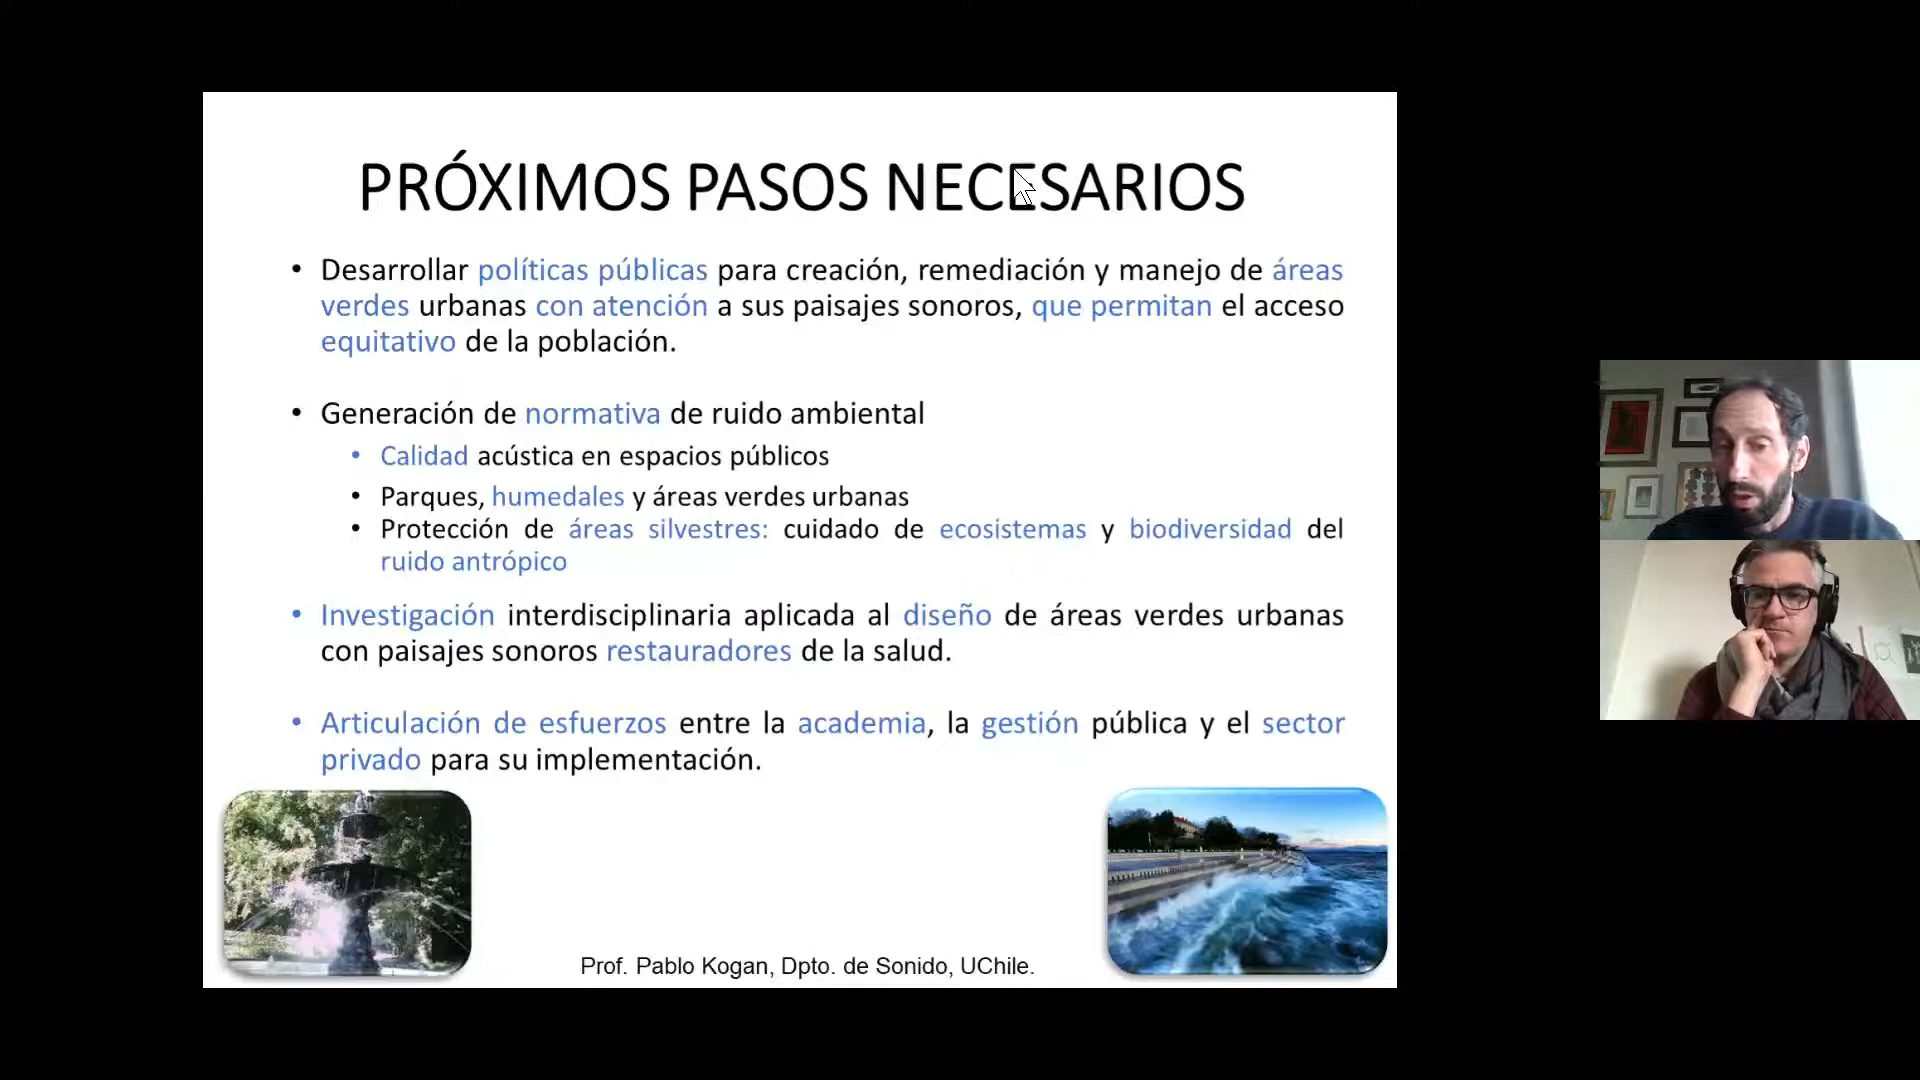 PRÓXIMOS PASOS NECESARIOS
• Desarrollar políticas públicas para creación, remediación y manejo de áreas
verdes urbanas con atención a sus paisajes sonoros, que permitan el acceso
equitativo de la población.
• Generación de normativa de ruido ambiental
• Calidad acústica en espacios públicos
• Parques, humedales y áreas verdes urbanas
• Protección de áreas silvestres: cuidado de ecosistemas y biodiversidad del
ruido antrópico
• Investigación interdisciplinaria aplicada al diseño de áreas verdes urbanas
con paisajes sonoros restauradores de la salud.
• Articulación de esfuerzos entre la academia, la gestión pública y el sector
privado para su implementación.
Prof. Pablo Kogan, Dpto. de Sonido, UChile.